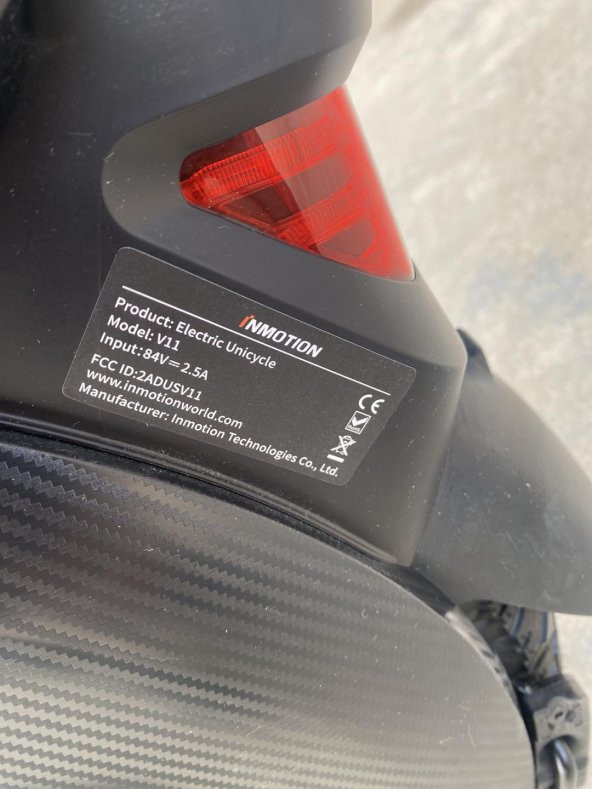 INMOTION
Product: Electric Unicycle
Model: V11
Input:84V⎓2.5A
FCC ID:2ADUSV11
www.inmotionworld.com
Manufacturer: Inmotion Technologies Co., Ltd.
CE
RoHS